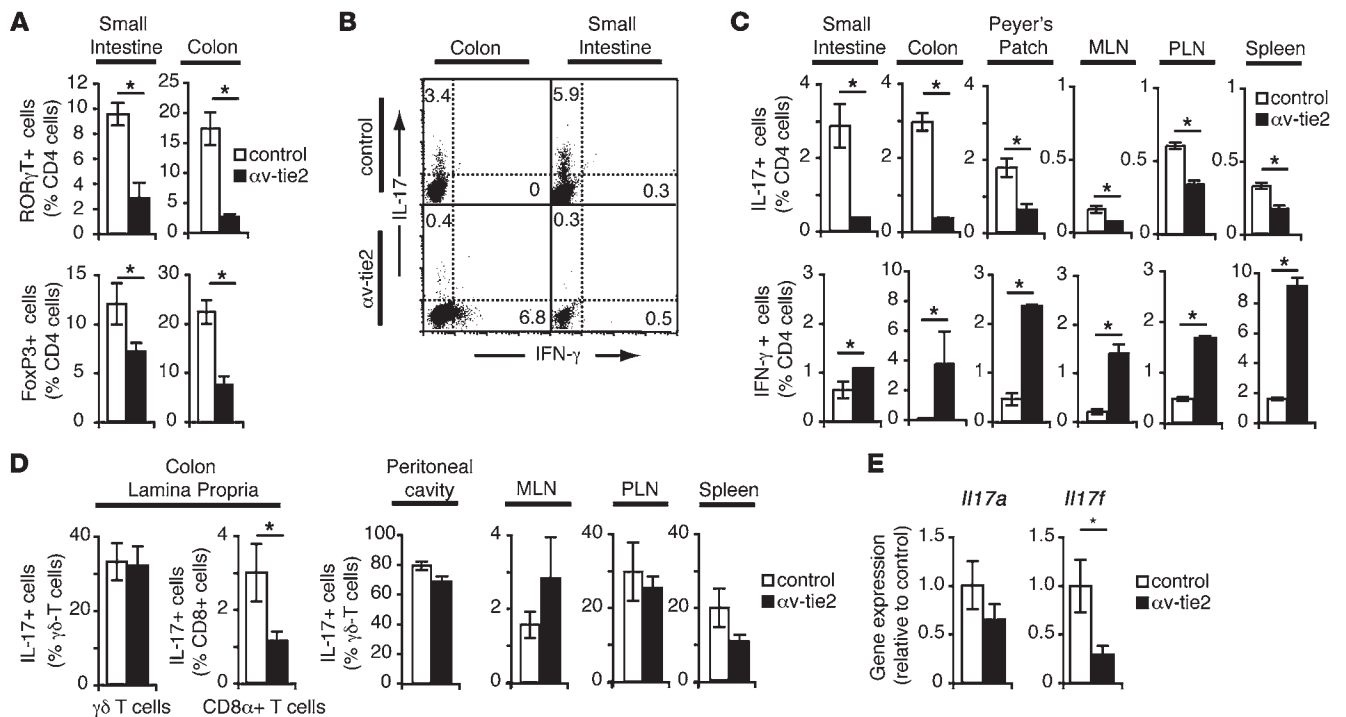 A
Small
Intestine
Colon
RORγT+ cells
(% CD4 cells)
12
10
8
6
4
2
0
*
25
20
15
10
5
0
*
control
αv-tie2
FoxP3+ cells
(% CD4 cells)
15
10
5
0
*
30
20
10
0
*
B
Colon
Small
Intestine
control
αv-tie2
IL-17
3.4
0
5.9
0.3
0.4
6.8
0.3
0.5
IFN-γ
C
Small
Intestine
Colon
Peyer's
Patch
MLN
PLN
Spleen
IL-17+ cells
(% CD4 cells)
4
2
0
*
4
2
0
*
4
2
0
*
1
0.5
0
*
1
0.5
0
*
1
0.5
0
*
control
αv-tie2
IFN-γ + cells
(% CD4 cells)
3
2
1
0
*
10
8
6
4
2
0
*
3
2
1
0
*
3
2
1
0
*
3
2
1
0
*
10
8
6
4
2
0
*
D
Colon
Lamina Propria
IL-17+ cells
(% γδ-T cells)
40
20
0
γδ T cells
IL-17+ cells
(% CD8+ cells)
4
2
0
*
CD8α+ T cells
Peritoneal
cavity
MLN
PLN
Spleen
IL-17+ cells
(% γδ-T cells)
100
80
60
40
20
0
4
2
0
40
20
0
40
20
0
control
αv-tie2
E
Il17a
Il17f
Gene expression
(relative to control)
1.5
1.0
0.5
0
1.5
1.0
0.5
0
*
control
αv-tie2